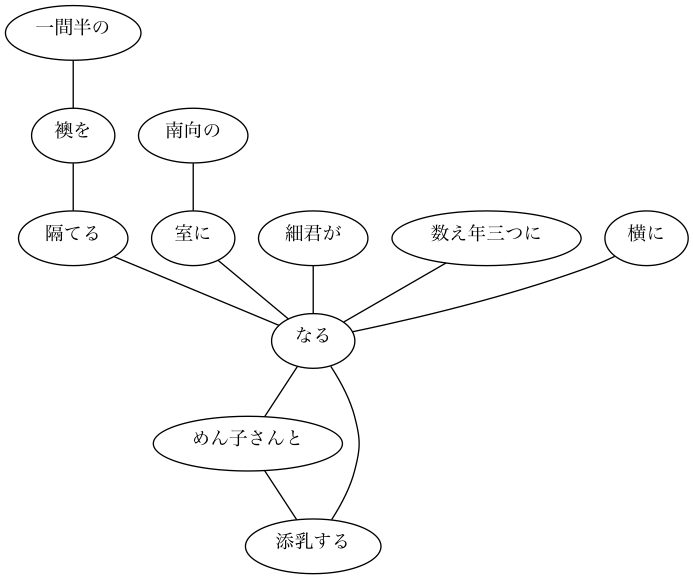 一間半の
襖を
南向の
隔てる
室に
細君が
数え年三つに
横に
なる
めん子さんと
添乳する